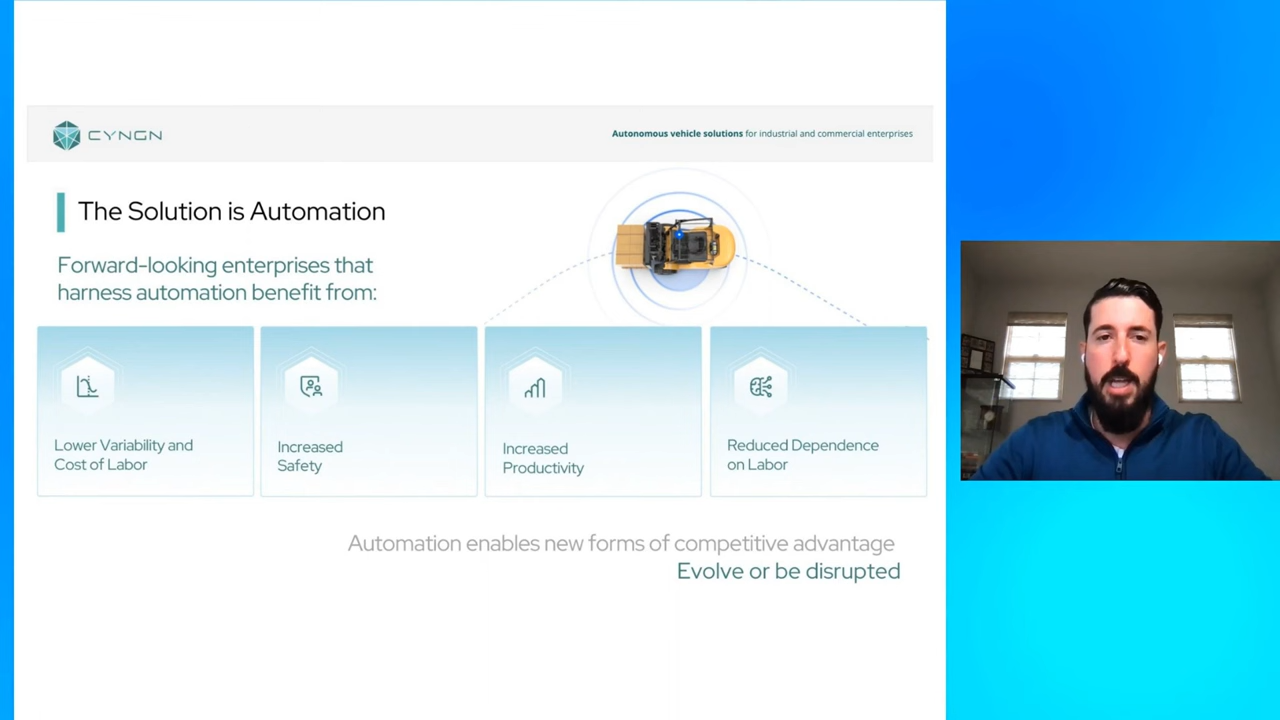 CYNGN
Autonomous vehicle solutions for industrial and commercial enterprises
The Solution is Automation
Forward-looking enterprises that
harness automation benefit from:
Lower Variability and
Cost of Labor
Increased
Safety
Increased
Productivity
Reduced Dependence
on Labor
Automation enables new forms of competitive advantage
Evolve or be disrupted